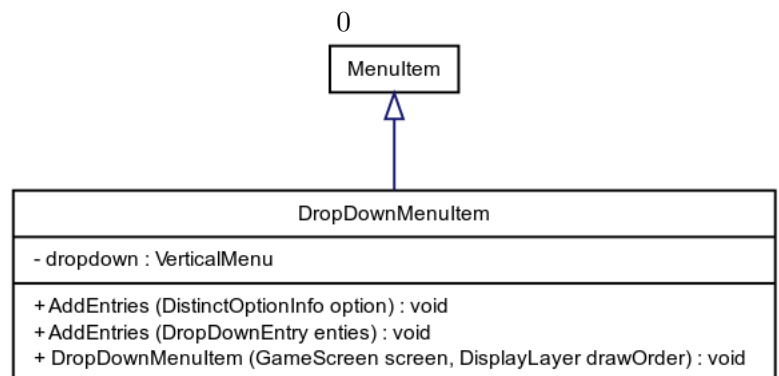 0
MenuItem
DropDownMenuItem
- dropdown : VerticalMenu
+ AddEntries (DistinctOptionInfo option) : void
+ AddEntries (DropDownEntry enties) : void
+ DropDownMenuItem (GameScreen screen, DisplayLayer drawOrder) : void